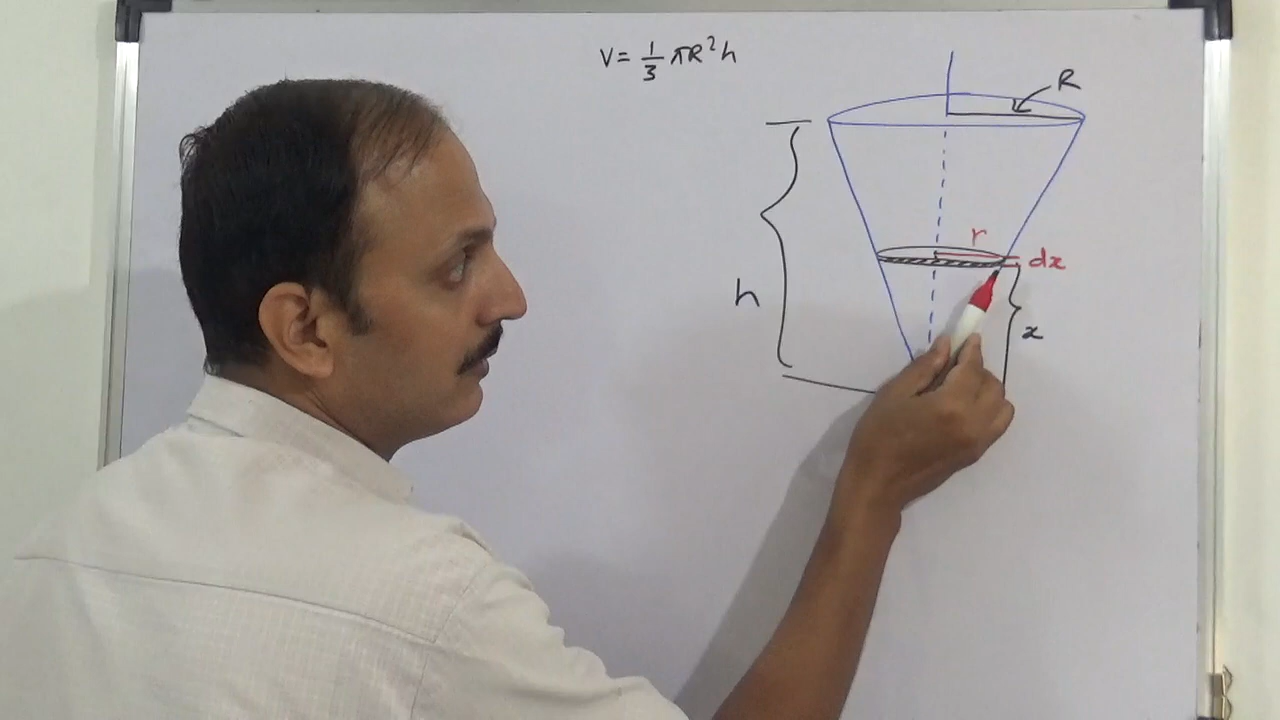 V = 1/3 πR²h
R
r
dx
h
x